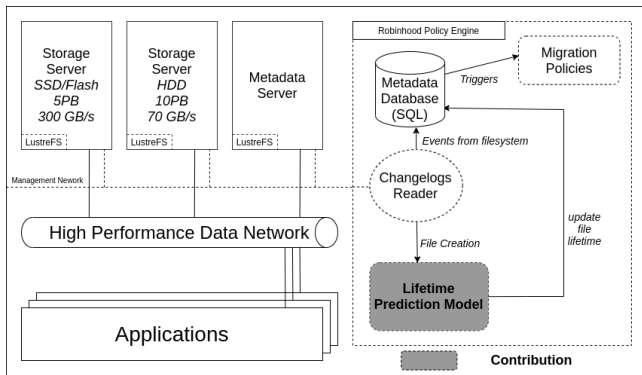 Storage
Server
SSD/Flash
5PB
300 GB/s
LustreFS
Storage
Server
HDD
10PB
70 GB/s
LustreFS
Metadata
Server
LustreFS
Management Nework
High Performance Data Network
Applications
Robinhood Policy Engine
Metadata
Database
(SQL)
Triggers
Migration
Policies
Events from filesystem
Changelogs
Reader
File Creation
update
file
lifetime
Lifetime
Prediction Model
Contribution